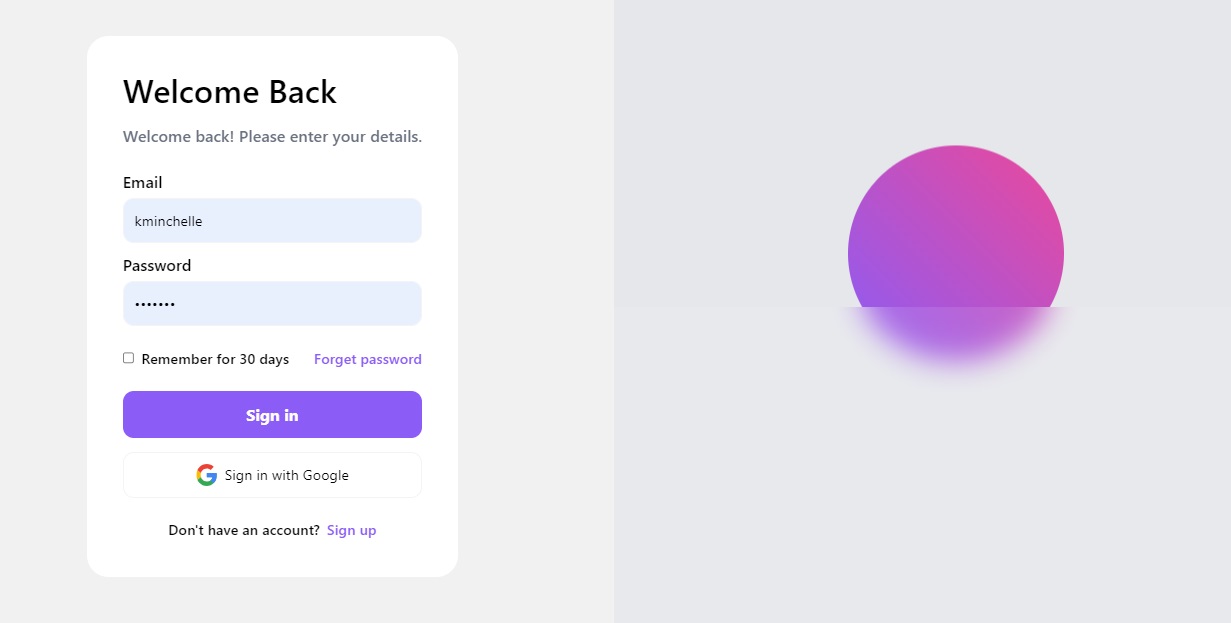 Welcome Back
Welcome back! Please enter your details.
Email
kminchelle
Password
•••••••
Remember for 30 days Forget password
Sign in
Sign in with Google
Don't have an account? Sign up